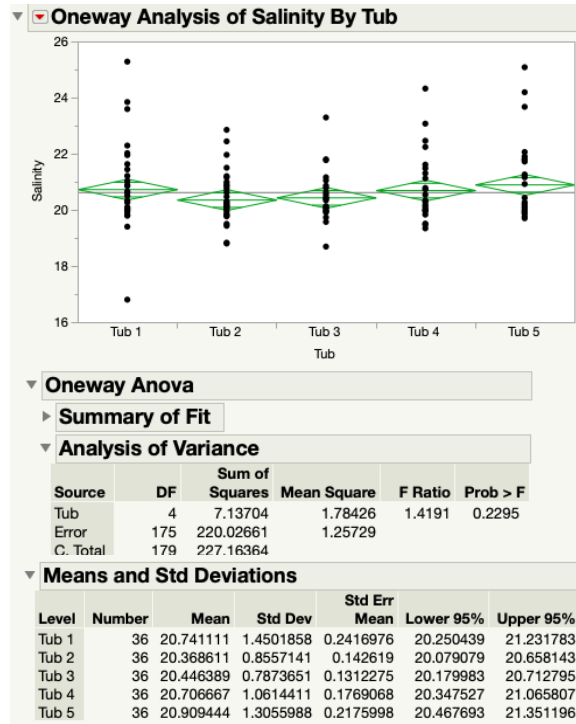 Oneway Analysis of Salinity By Tub
26
24
22
20
18
16
Salinity
Tub 1 Tub 2 Tub 3 Tub 4 Tub 5
Tub
Oneway Anova
Summary of Fit
Analysis of Variance
Sum of
Source DF Squares Mean Square F Ratio Prob > F
Tub 4 7.13704 1.78426 1.4191 0.2295
Error 175 220.02661 1.25729
C. Total 179 227.16364
Means and Std Deviations
Std Err
Level Number Mean Std Dev Mean Lower 95% Upper 95%
Tub 1 36 20.741111 1.4501858 0.2416976 20.250439 21.231783
Tub 2 36 20.368611 0.8557141 0.142619 20.079079 20.658143
Tub 3 36 20.446389 0.7873651 0.1312275 20.179983 20.712795
Tub 4 36 20.706667 1.0614411 0.1769068 20.347527 21.065807
Tub 5 36 20.909444 1.3055988 0.2175998 20.467693 21.351196